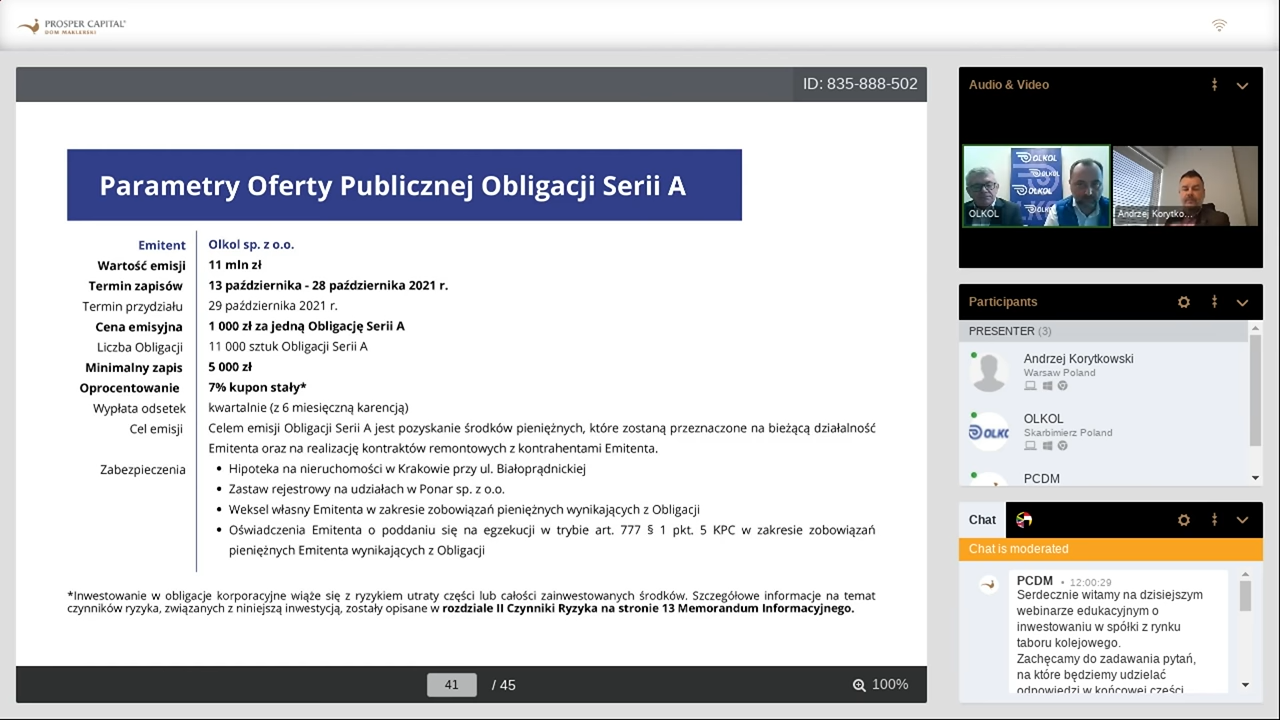 PROSPER CAPITAL
DOM MAKLERSKI
ID: 835-888-502
Parametry Oferty Publicznej Obligacji Serii A
Emitent Olkol sp. z o.o.
Wartość emisji 11 mln zł
Termin zapisów 13 października - 28 października 2021 r.
Termin przydziału 29 października 2021 r.
Cena emisyjna 1 000 zł za jedną Obligację Serii A
Liczba Obligacji 11 000 sztuk Obligacji Serii A
Minimalny zapis 5 000 zł
Oprocentowanie 7% kupon stały*
Wypłata odsetek kwartalnie (z 6 miesięczną karencją)
Cel emisji Celem emisji Obligacji Serii A jest pozyskanie środków pieniężnych, które zostaną przeznaczone na bieżącą działalność
Emitenta oraz na realizację kontraktów remontowych z kontrahentami Emitenta.
Zabezpieczenia • Hipoteka na nieruchomości w Krakowie przy ul. Białoprądnickiej
• Zastaw rejestrowy na udziałach w Ponar sp. z o.o.
• Weksel własny Emitenta w zakresie zobowiązań pieniężnych wynikających z Obligacji
• Oświadczenia Emitenta o poddaniu się na egzekucji w trybie art. 777 § 1 pkt. 5 KPC w zakresie zobowiązań
pieniężnych Emitenta wynikających z Obligacji
*Inwestowanie w obligacje korporacyjne wiąże się z ryzykiem utraty części lub całości zainwestowanych środków. Szczegółowe informacje na temat
czynników ryzyka, związanych z niniejszą inwestycją, zostały opisane w rozdziale II Czynniki Ryzyka na stronie 13 Memorandum Informacyjnego.
41 / 45
100%
Audio & Video
OLKOL
OLKOL
OLKOL
OLKOL
OLKOL
Andrzej Korytko...
Participants
PRESENTER (3)
Andrzej Korytkowski
Warsaw Poland
OLKOL
Skarbimierz Poland
PCDM
Chat
Chat is moderated
PCDM • 12:00:29
Serdecznie witamy na dzisiejszym
webinarze edukacyjnym o
inwestowaniu w spółki z rynku
taboru kolejowego.
Zachęcamy do zadawania pytań,
na które będziemy udzielać
odpowiedzi w końcowej części